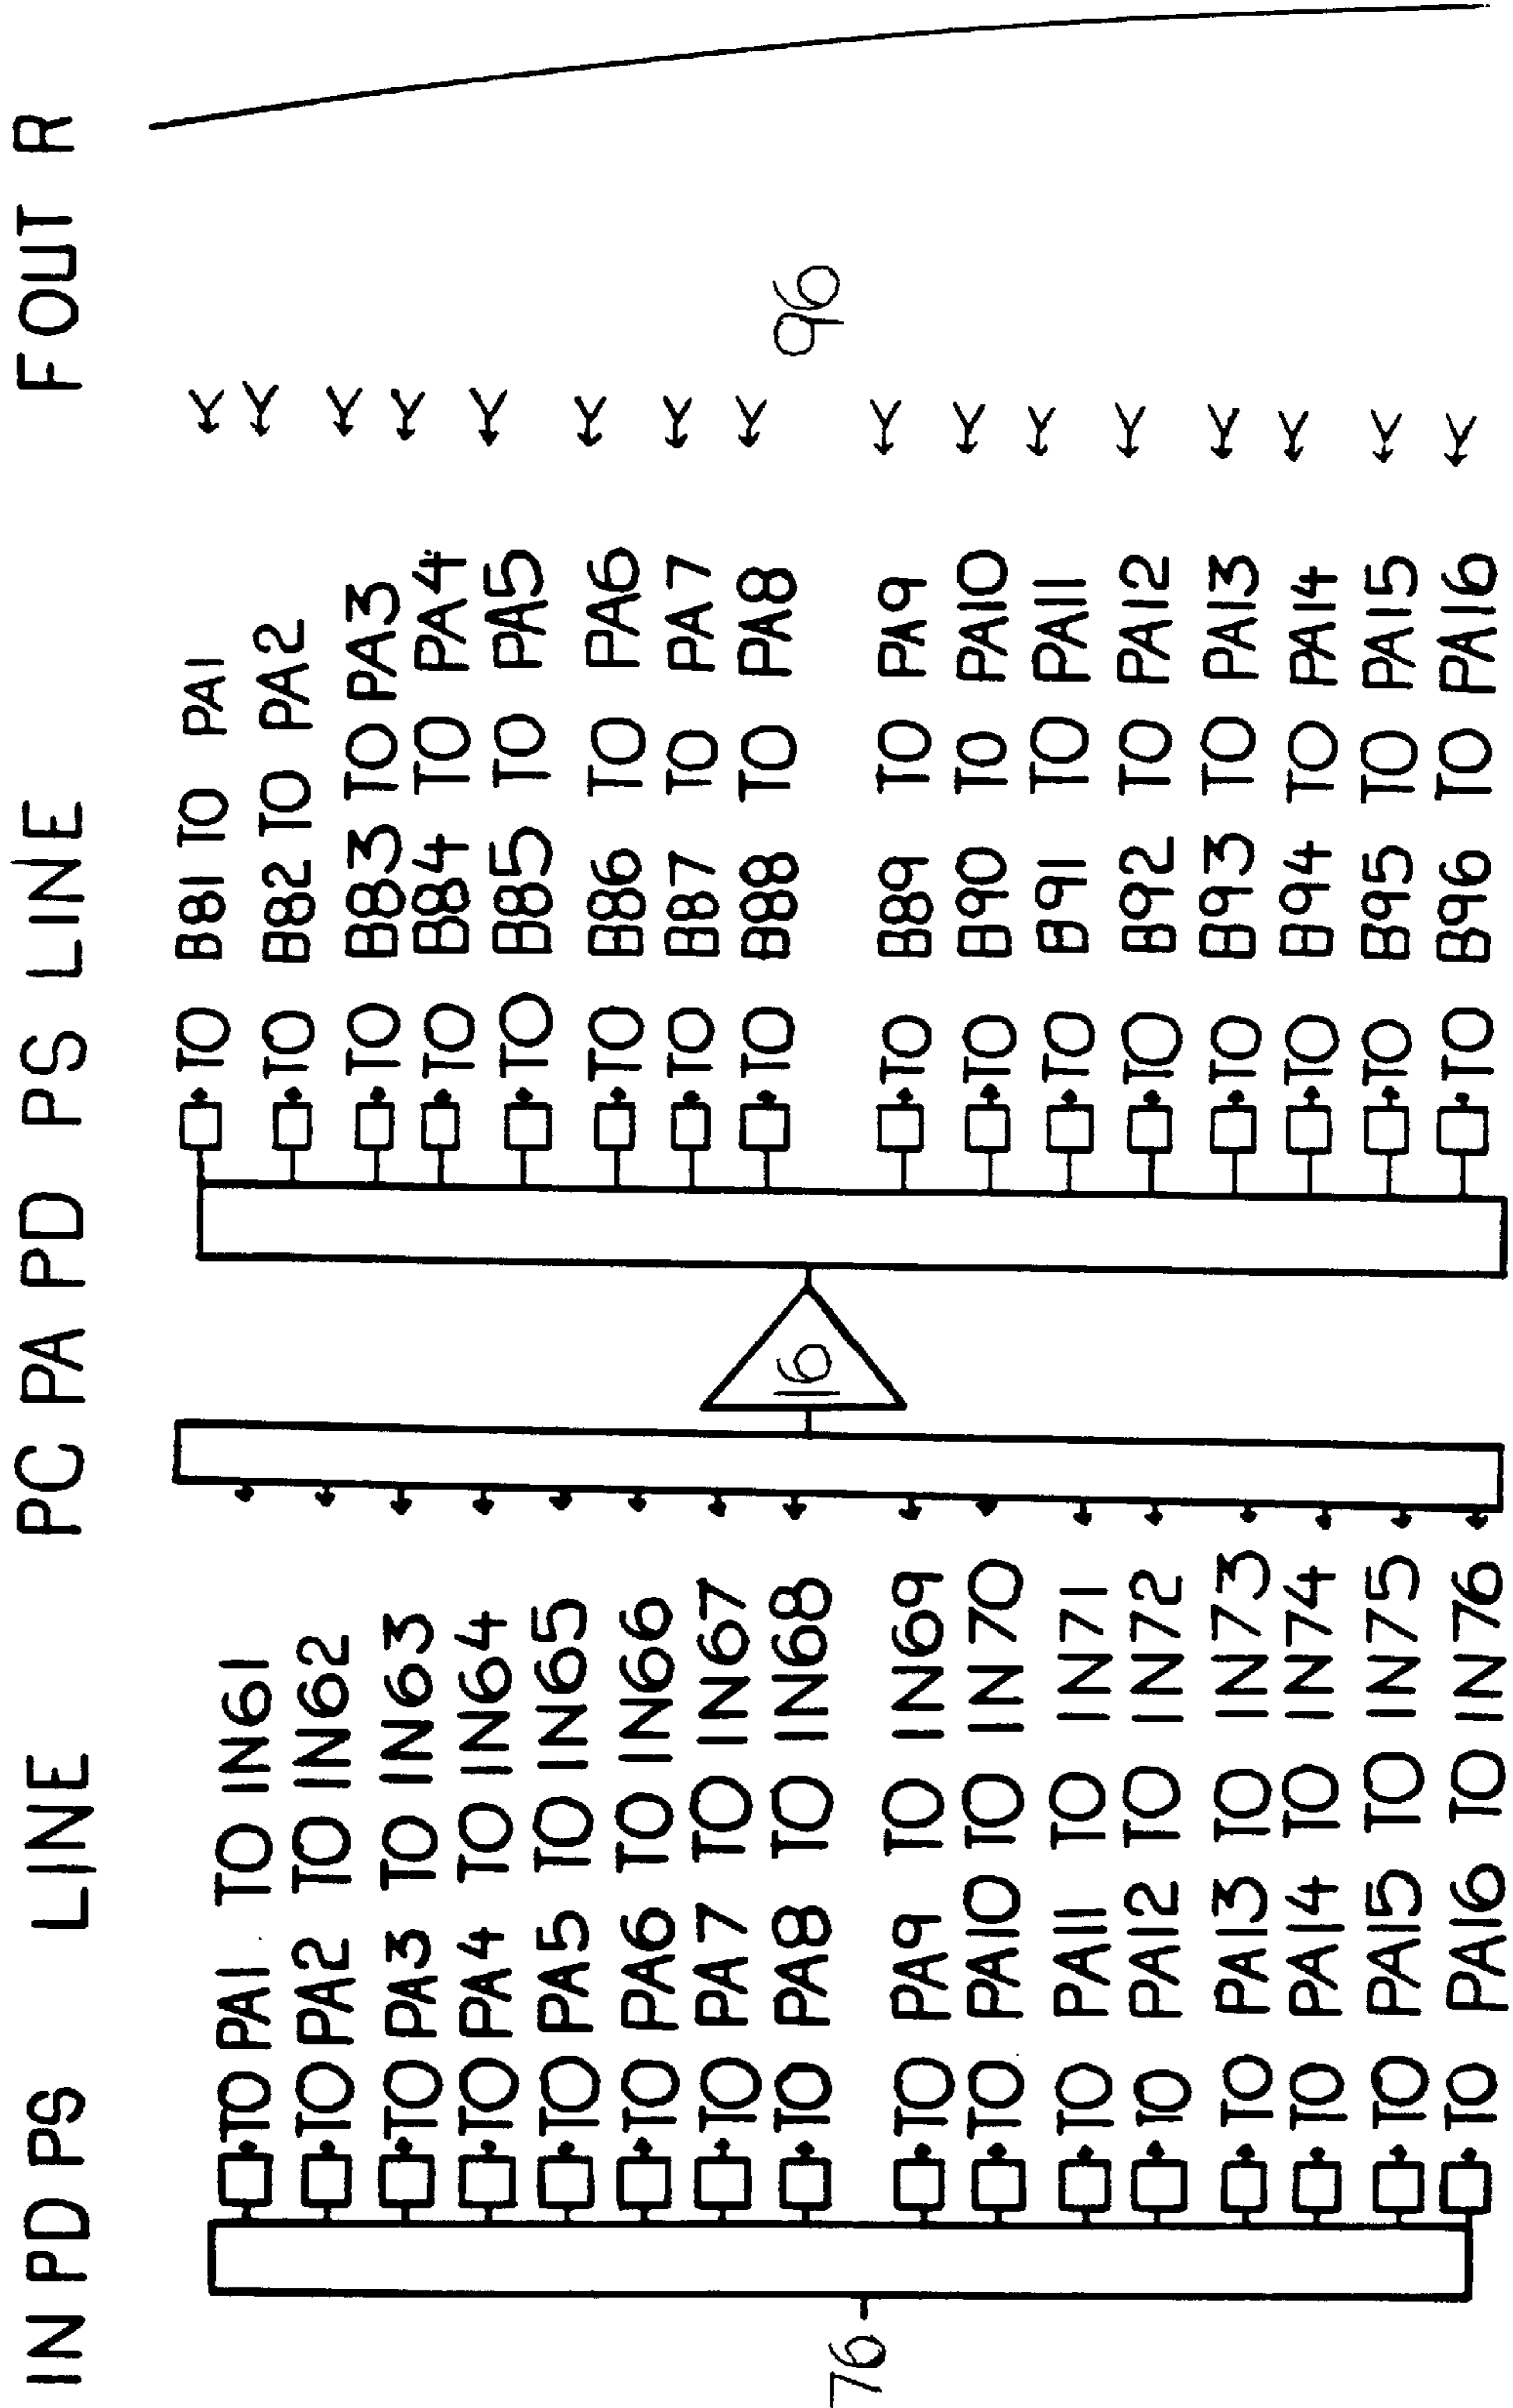 IN PD PS LINE PC PA PD PS LINE FOUT R
TO PA1 TO IN61 TO B81 TO PA1
TO PA2 TO IN62 TO B82 TO PA2
TO PA3 TO IN63 TO B83 TO PA3
TO PA4 TO IN64 TO B84 TO PA4
TO PA5 TO IN65 TO B85 TO PA5
TO PA6 TO IN66 TO B86 TO PA6
TO PA7 TO IN67 TO B87 TO PA7
TO PA8 TO IN68 TO B88 TO PA8
76 16 96
TO PA9 TO IN69 TO B89 TO PA9
TO PA10 TO IN70 TO B90 TO PA10
TO PA11 TO IN71 TO B91 TO PA11
TO PA12 TO IN72 TO B92 TO PA12
TO PA13 TO IN73 TO B93 TO PA13
TO PA14 TO IN74 TO B94 TO PA14
TO PA15 TO IN75 TO B95 TO PA15
TO PA16 TO IN76 TO B96 TO PA16